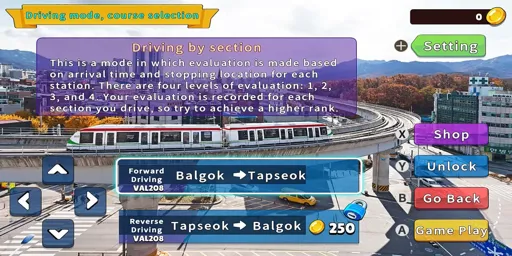 Driving mode, course selection
0
Driving by section
This is a mode in which evaluation is made based
on arrival time and stopping location for each
station. There are four levels of evaluation: 1, 2,
3, and 4. Your evaluation is recorded for each
section you drive, so try to achieve a higher rank.
Setting
X Shop
Y Unlock
B Go Back
A Game Play
Forward
Driving
VAL208
Balgok ➡Tapseok
Reverse
Driving
VAL208
Tapseok ➡ Balgok
250